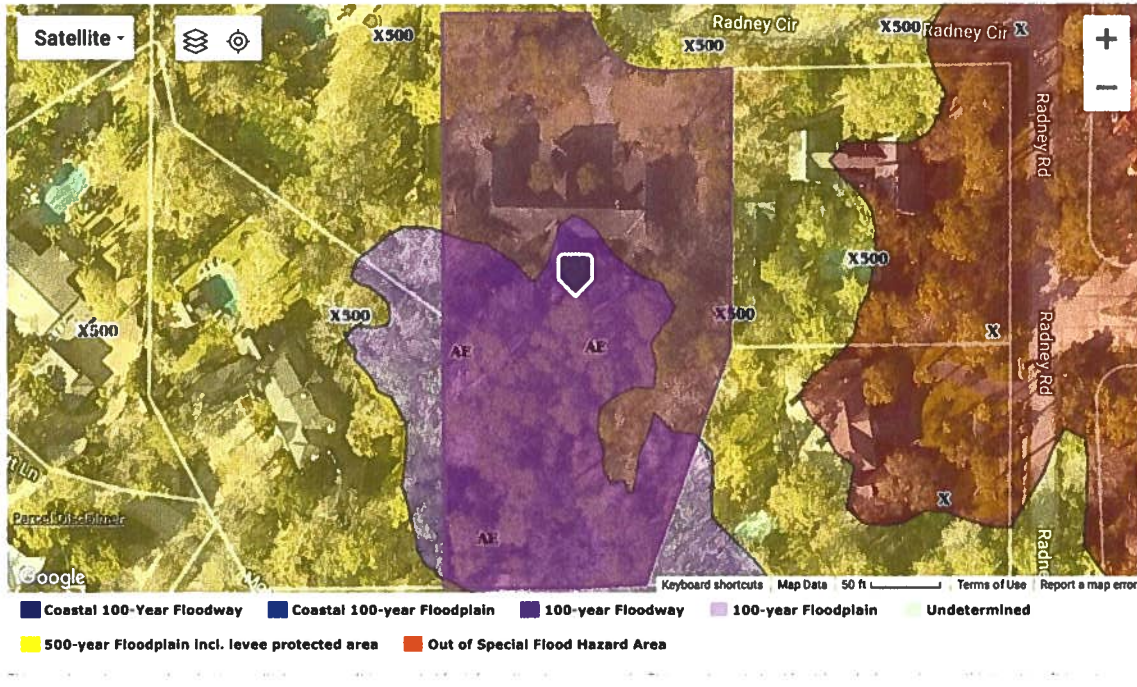 Satellite
X500
X500
Radney Cir
X500
Radney Cir
X
+
−
Radney Rd
X500
X500
X500
X500
X
Radney Rd
AE
AE
X
AE
Parcel Disclaimer
Google
Keyboard shortcuts
Map Data
50 ft
Terms of Use
Report a map error
Coastal 100-Year Floodway
Coastal 100-year Floodplain
100-year Floodway
100-year Floodplain
Undetermined
500-year Floodplain incl. levee protected area
Out of Special Flood Hazard Area